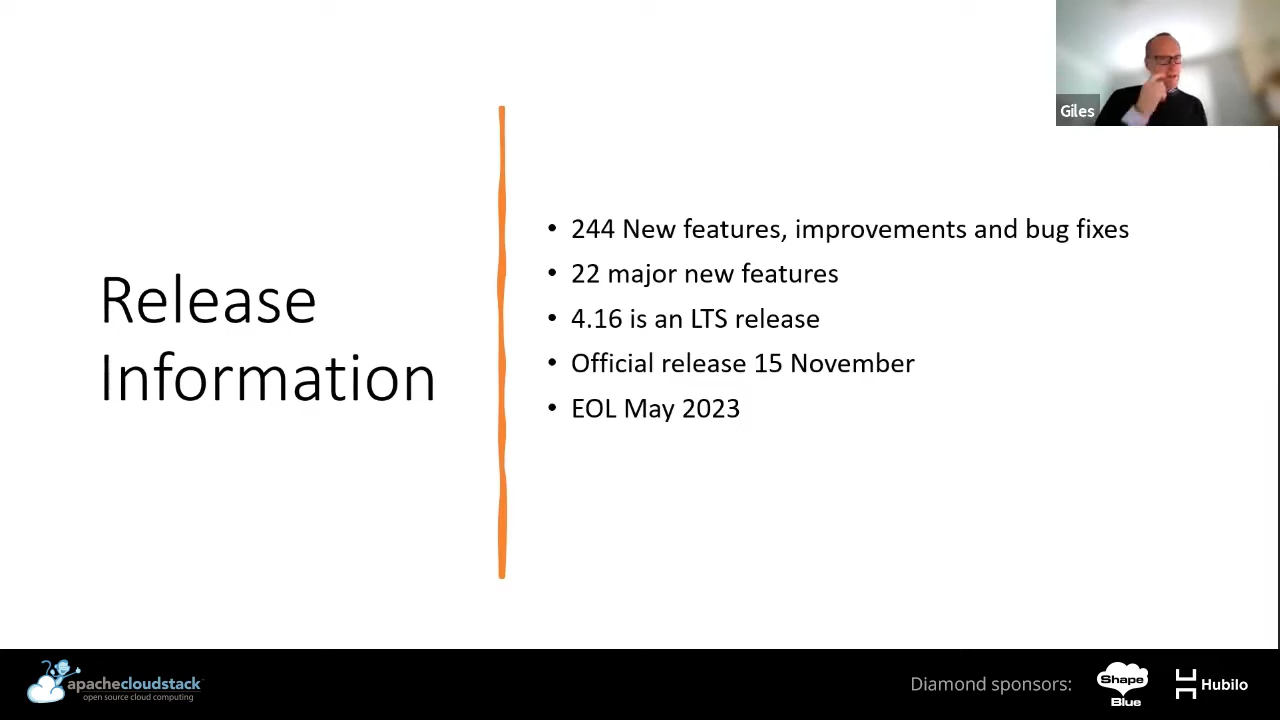 Giles
Release
Information
• 244 New features, improvements and bug fixes
• 22 major new features
• 4.16 is an LTS release
• Official release 15 November
• EOL May 2023
apachecloudstack
open source cloud computing
Diamond sponsors:
Shape
Blue
Hubilo